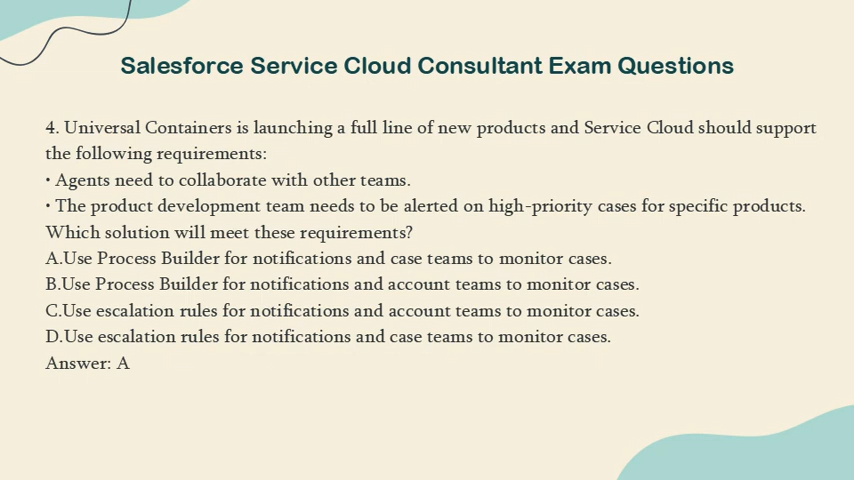 Salesforce Service Cloud Consultant Exam Questions
4. Universal Containers is launching a full line of new products and Service Cloud should support
the following requirements:
• Agents need to collaborate with other teams.
• The product development team needs to be alerted on high-priority cases for specific products.
Which solution will meet these requirements?
A.Use Process Builder for notifications and case teams to monitor cases.
B.Use Process Builder for notifications and account teams to monitor cases.
C.Use escalation rules for notifications and account teams to monitor cases.
D.Use escalation rules for notifications and case teams to monitor cases.
Answer: A